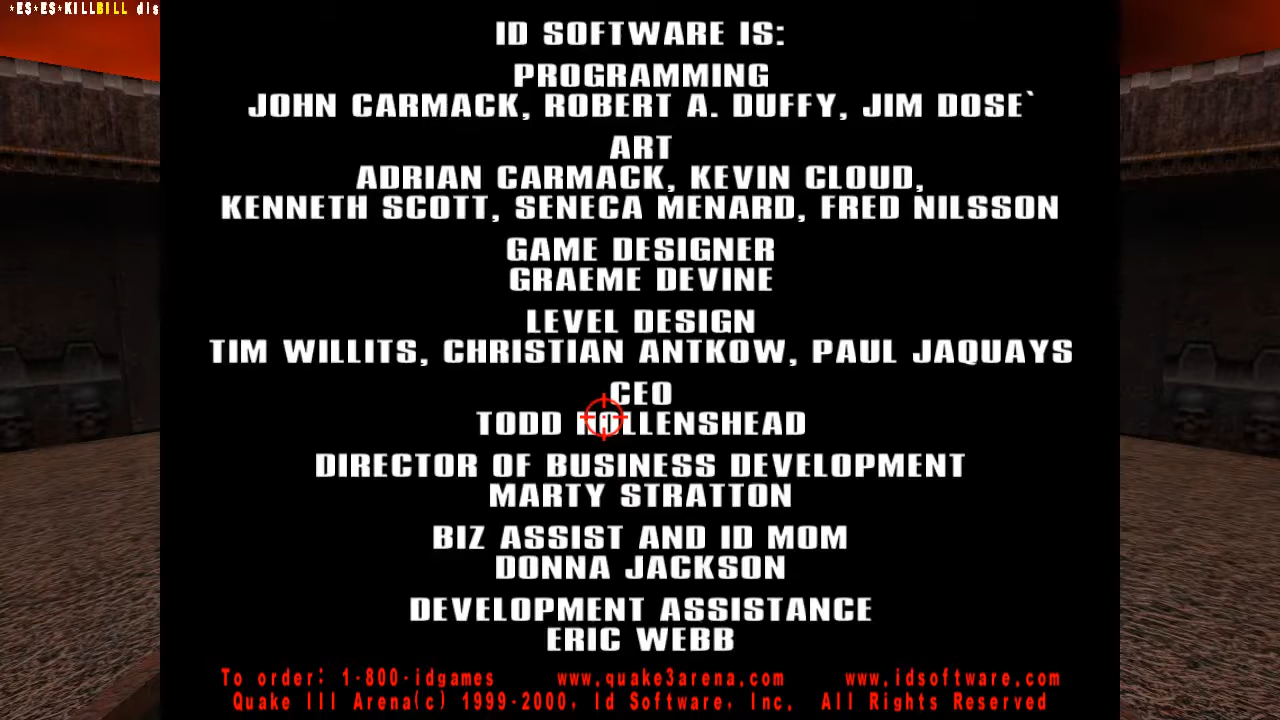 *E$*E$*KILLBILL dis
ID SOFTWARE IS:
PROGRAMMING
JOHN CARMACK, ROBERT A. DUFFY, JIM DOSE`
ART
ADRIAN CARMACK, KEVIN CLOUD,
KENNETH SCOTT, SENECA MENARD, FRED NILSSON
GAME DESIGNER
GRAEME DEVINE
LEVEL DESIGN
TIM WILLITS, CHRISTIAN ANTKOW, PAUL JAQUAYS
CEO
TODD HOLLENSHEAD
DIRECTOR OF BUSINESS DEVELOPMENT
MARTY STRATTON
BIZ ASSIST AND ID MOM
DONNA JACKSON
DEVELOPMENT ASSISTANCE
ERIC WEBB
To order: 1-800-idgames www.quake3arena.com www.idsoftware.com
Quake III Arena(c) 1999-2000, Id Software, Inc. All Rights Reserved